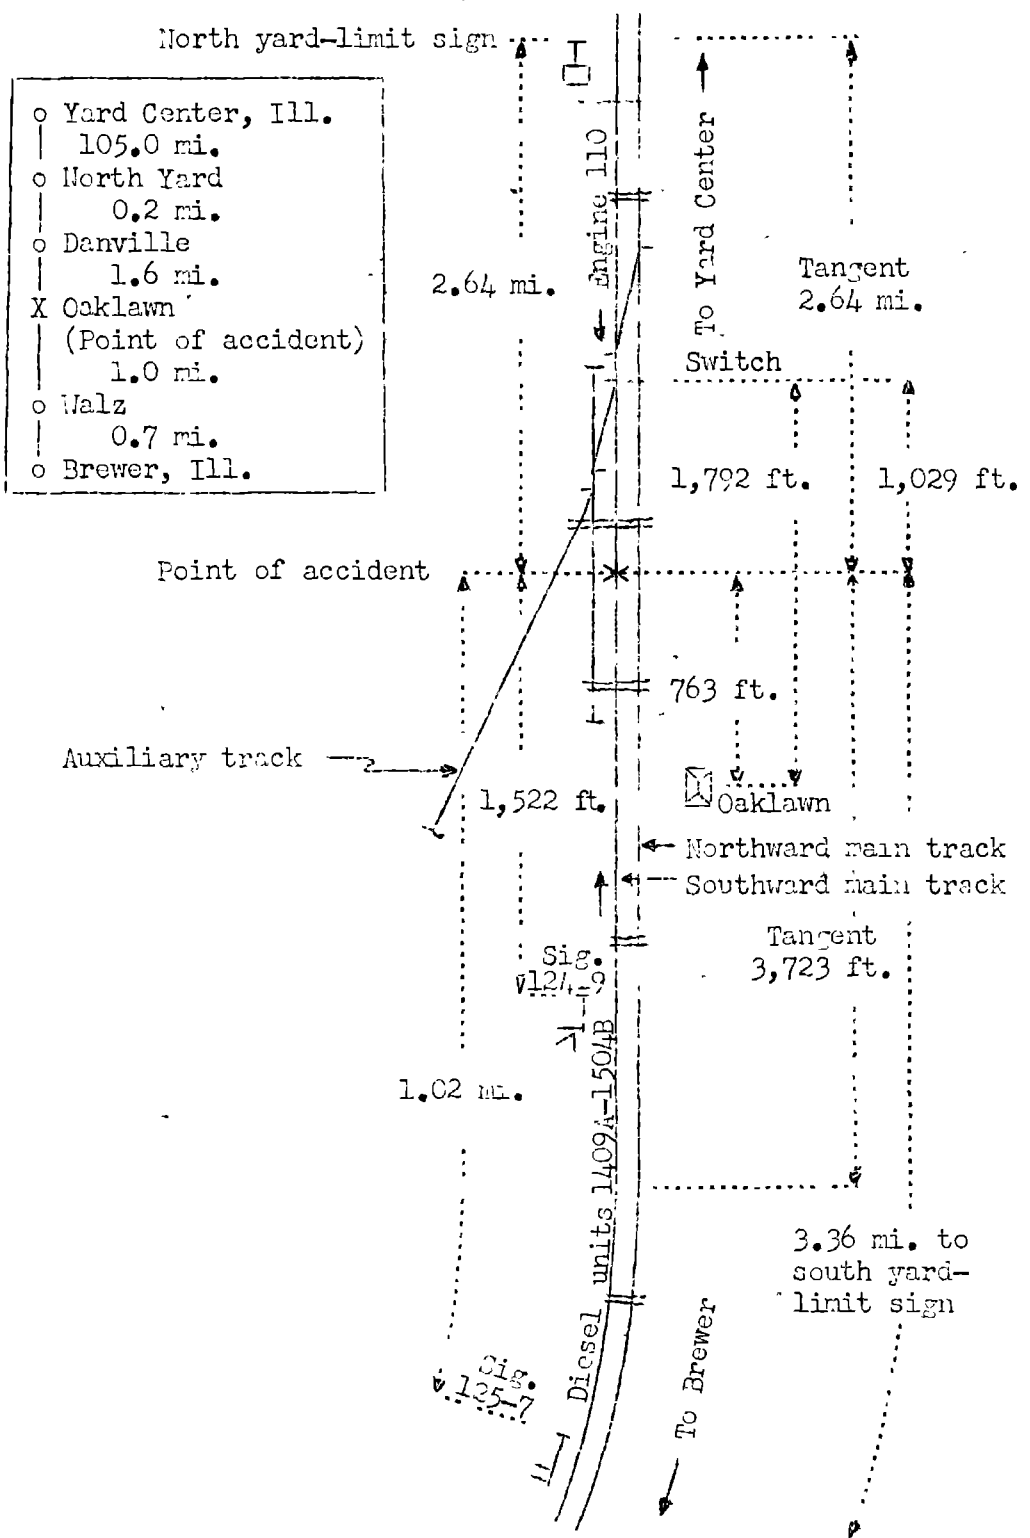 North yard-limit sign
Yard Center, Ill.
105.0 mi.
North Yard
0.2 mi.
Danville
1.6 mi.
X Oaklawn
(Point of accident)
1.0 mi.
Walz
0.7 mi.
Brewer, Ill.
Engine 110
To Yard Center
2.64 mi.
Tangent
2.64 mi.
Switch
1,792 ft.
1,029 ft.
Point of accident
763 ft.
Auxiliary track
1,522 ft.
Oaklawn
Northward main track
Southward main track
Sig.
124-9
Tangent
3,723 ft.
1.02 mi.
Diesel units 1409A-1504B
3.36 mi. to
south yard-
limit sign
Sig.
125-7
To Brewer